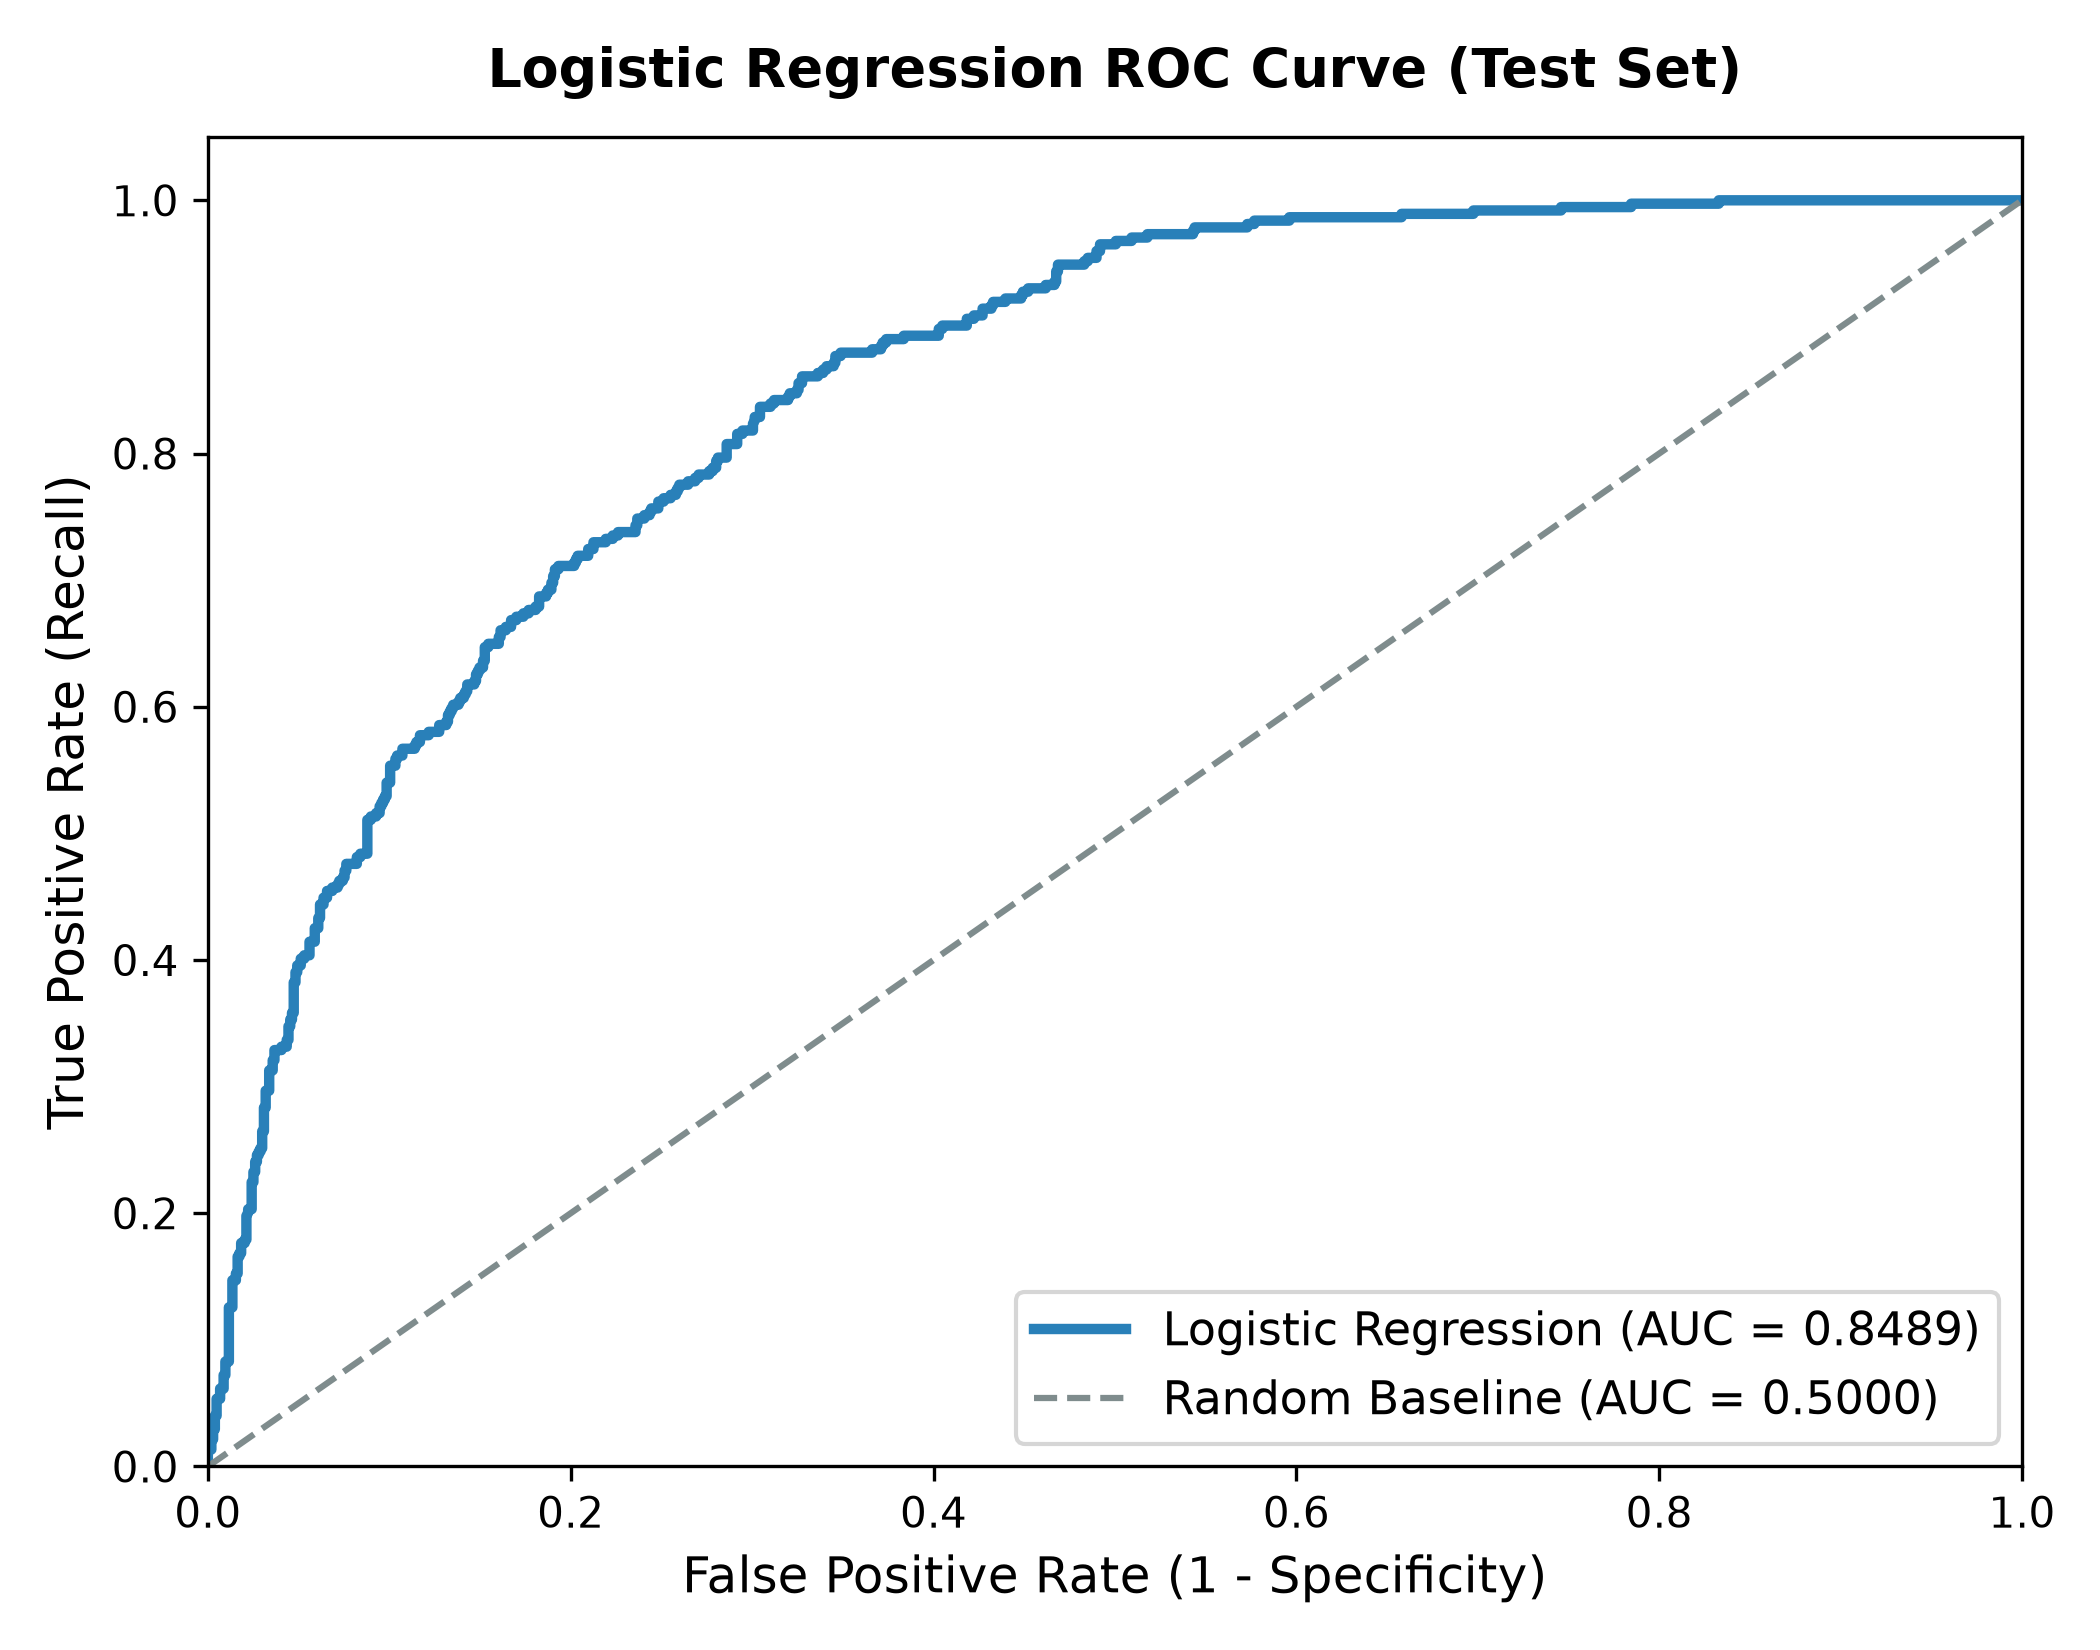 Logistic Regression ROC Curve (Test Set)
True Positive Rate (Recall)
1.0
0.8
0.6
0.4
0.2
0.0
0.0 0.2 0.4 0.6 0.8 1.0
False Positive Rate (1 - Specificity)
Logistic Regression (AUC = 0.8489)
Random Baseline (AUC = 0.5000)